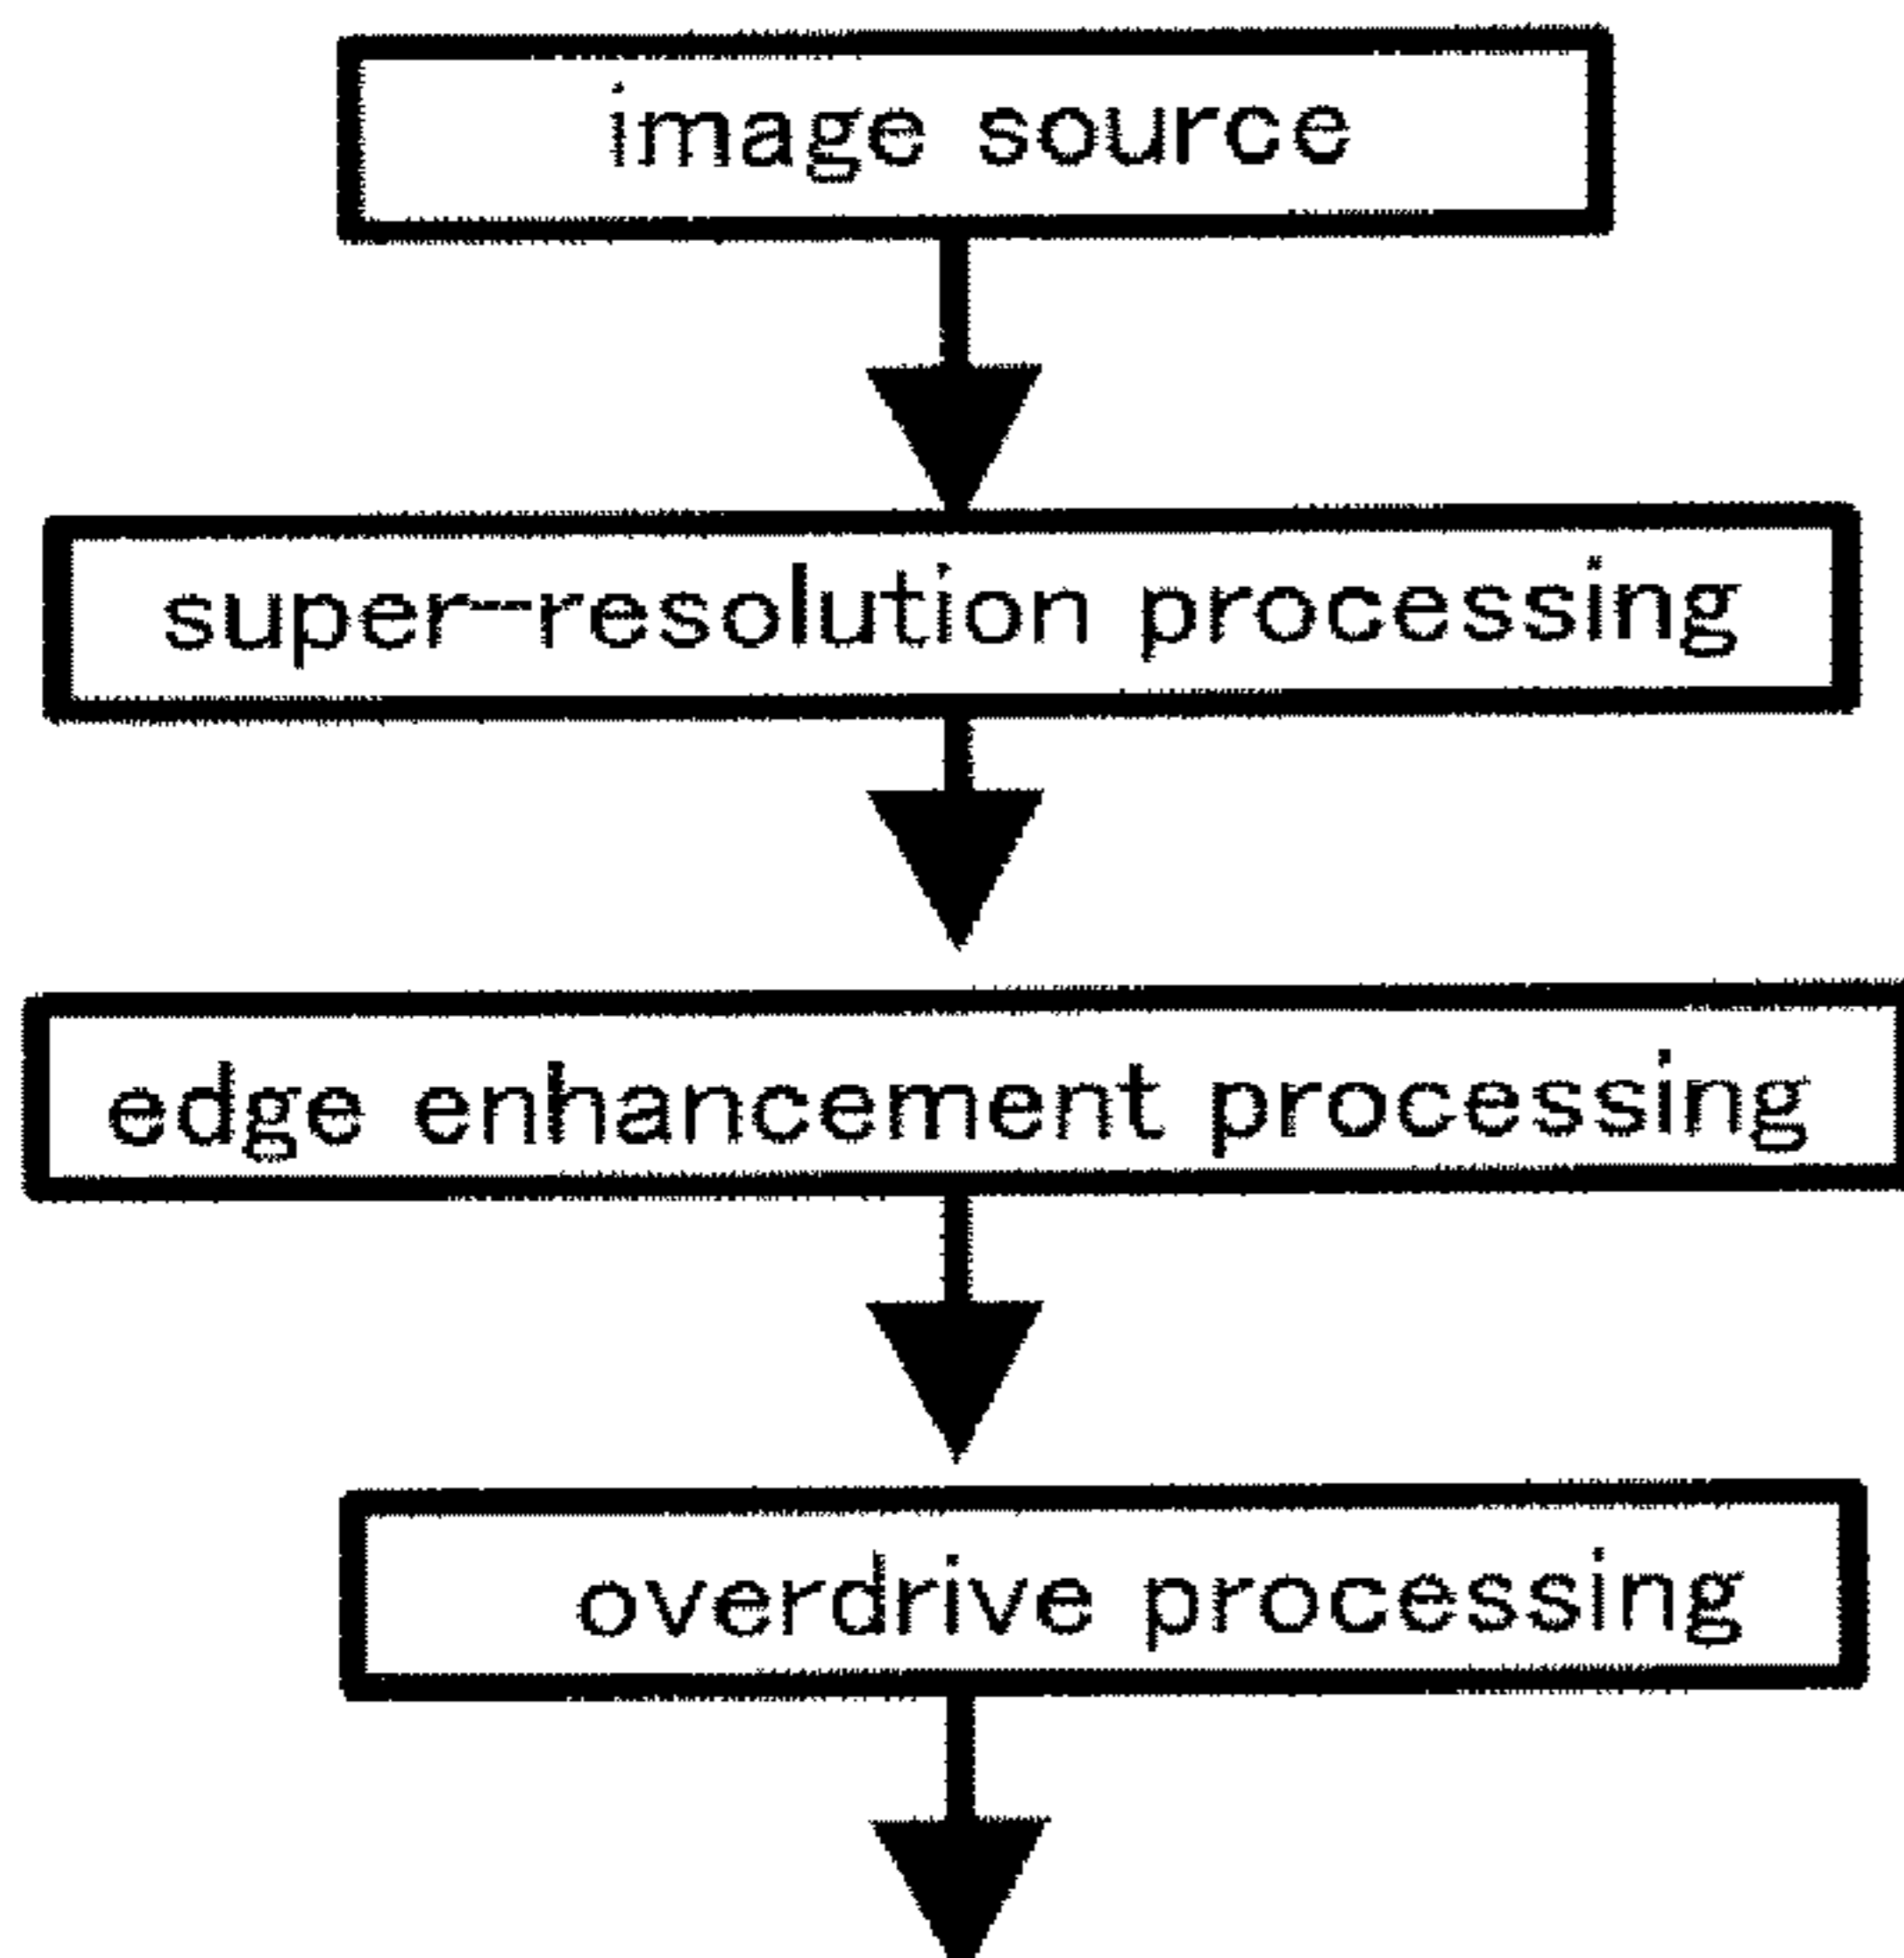 image source
super-resolution processing
edge enhancement processing
overdrive processing